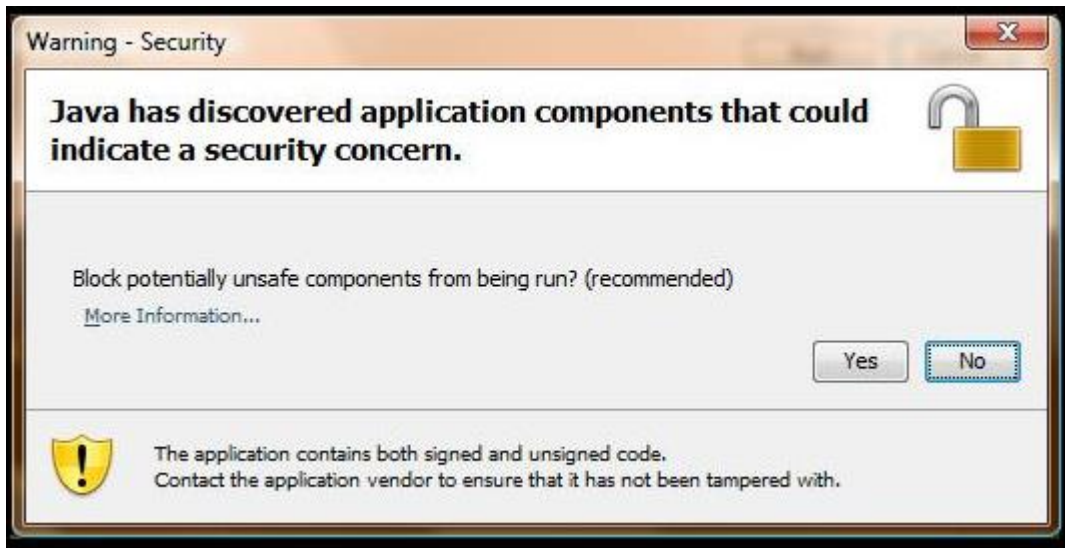 Warning - Security
Java has discovered application components that could
indicate a security concern.
Block potentially unsafe components from being run? (recommended)
More Information...
Yes
No
The application contains both signed and unsigned code.
Contact the application vendor to ensure that it has not been tampered with.